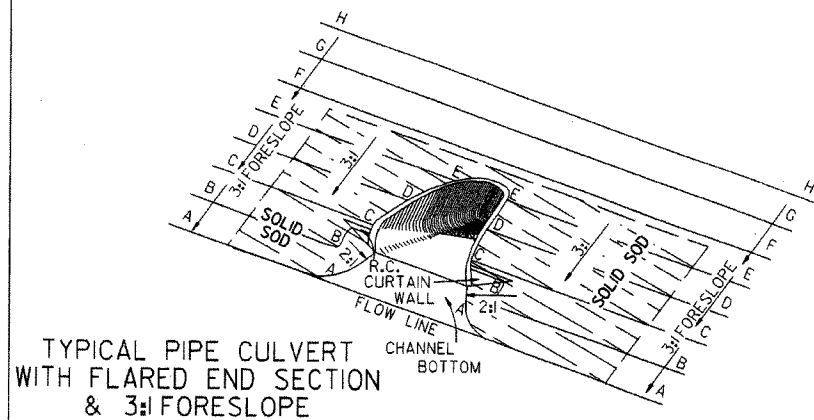 H
G
F
E
D
C
B
A
3:1 FORESLOPE
SOLID
SOD
3:1
E
E
D
D
C
C
B
B
2:1
2:1
A
A
R.C.
CURTAIN
WALL
FLOW LINE
CHANNEL
BOTTOM
3:1
SOLID SOD
H
G
F
E
D
C
B
A
3:1 FORESLOPE
TYPICAL PIPE CULVERT
WITH FLARED END SECTION
& 3:1 FORESLOPE